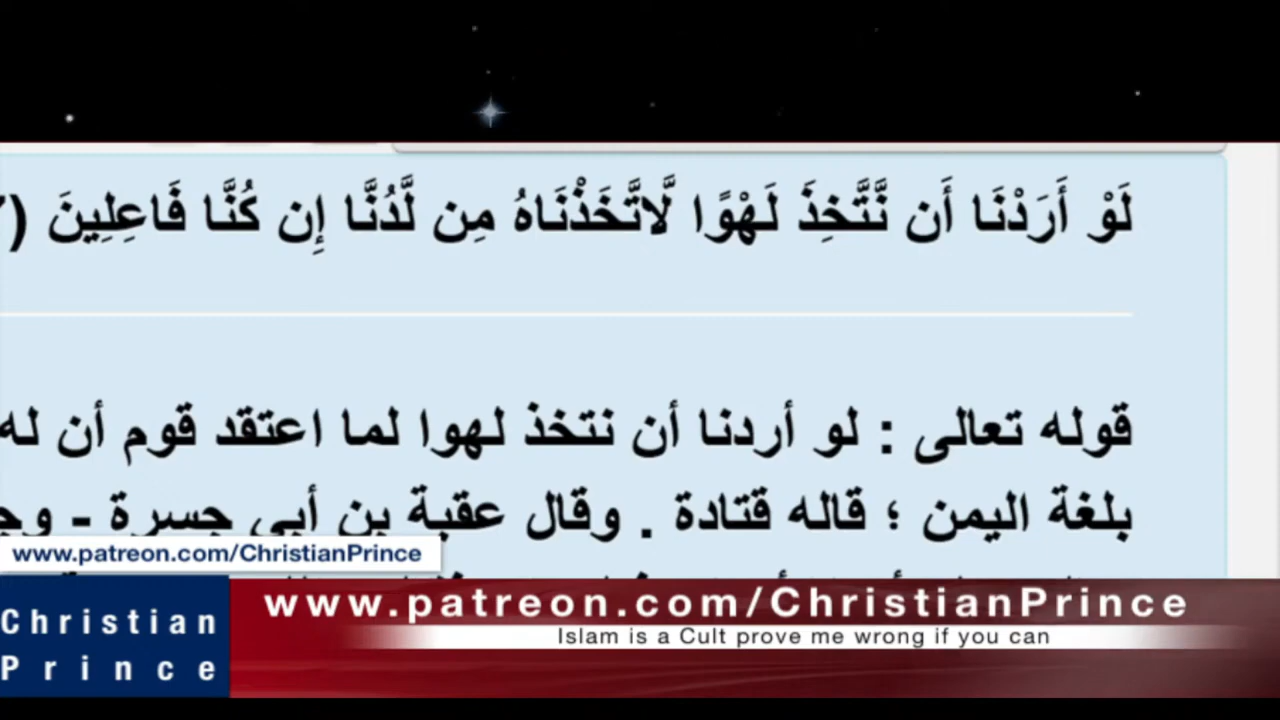 لَوْ أَرَدْنَا أَن نَّتَّخِذَ لَهْوًا لَّاتَّخَذْنَاهُ مِن لَّدُنَّا إِن كُنَّا فَاعِلِينَ (
قوله تعالى : لو أردنا أن نتخذ لهوا لما اعتقد قوم أن له
بلغة اليمن ؛ قاله قتادة . وقال عقبة بن أبي جسرة -
www.patreon.com/ChristianPrince
Christian
Prince
www.patreon.com/ChristianPrince
Islam is a Cult prove me wrong if you can